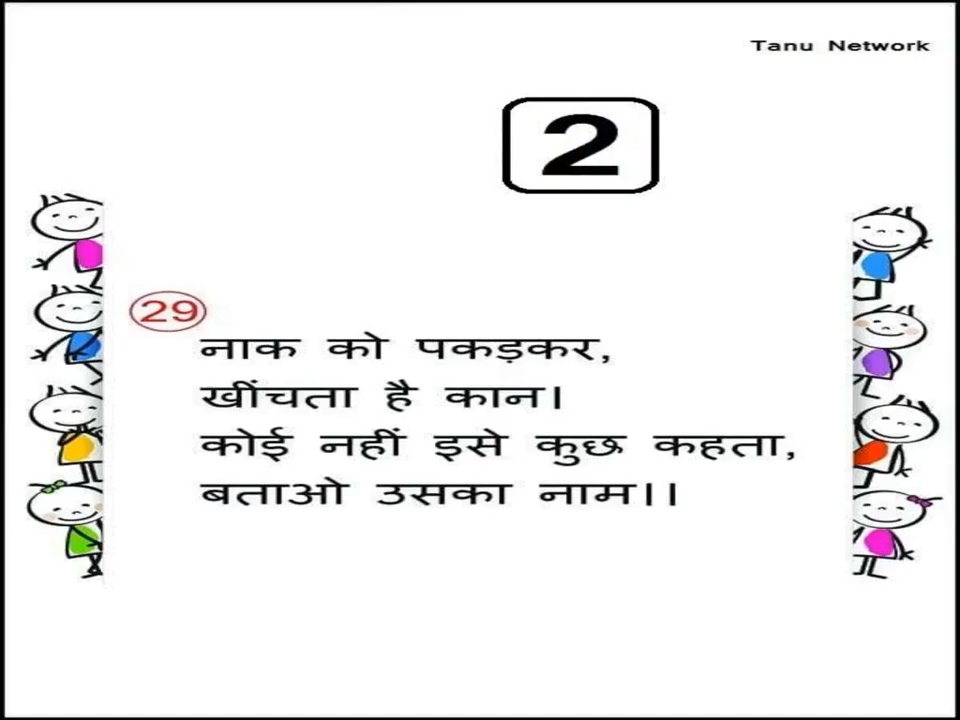 Tanu Network
2
29
नाक को पकड़कर,
खींचता है कान।
कोई नहीं इसे कुछ कहता,
बताओ उसका नाम।।